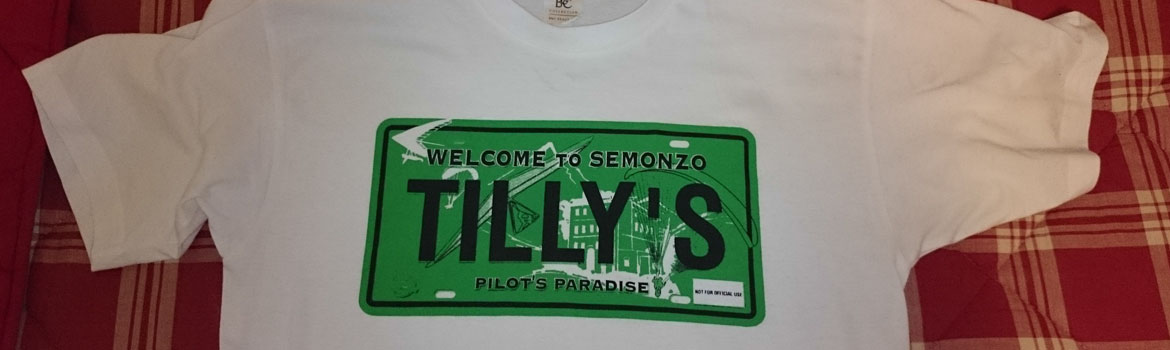 B&C
WELCOME TO SEMONZO
TILLY'S
PILOT'S PARADISE
NOT FOR OFFICIAL USE